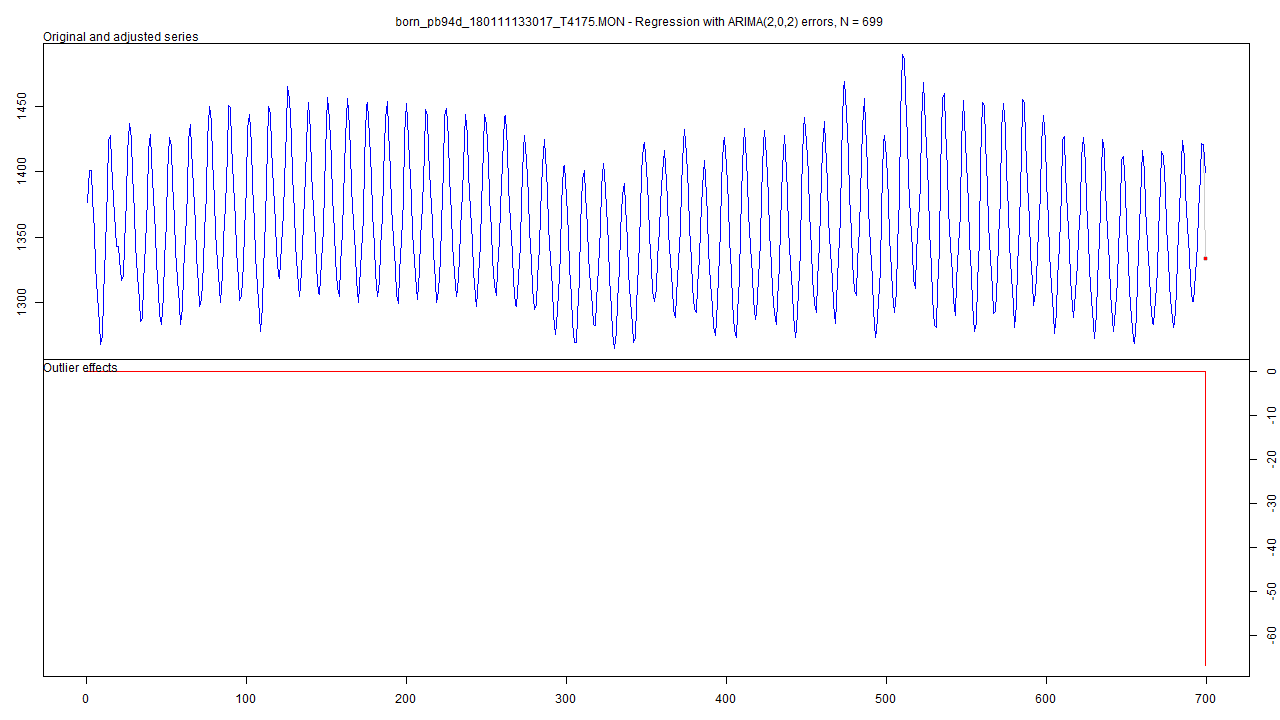 born_pb94d_180111133017_T4175.MON - Regression with ARIMA(2,0,2) errors, N = 699
Original and adjusted series
1450
1400
1350
1300
Outlier effects
0
-10
-20
-30
-40
-50
-60
0 100 200 300 400 500 600 700